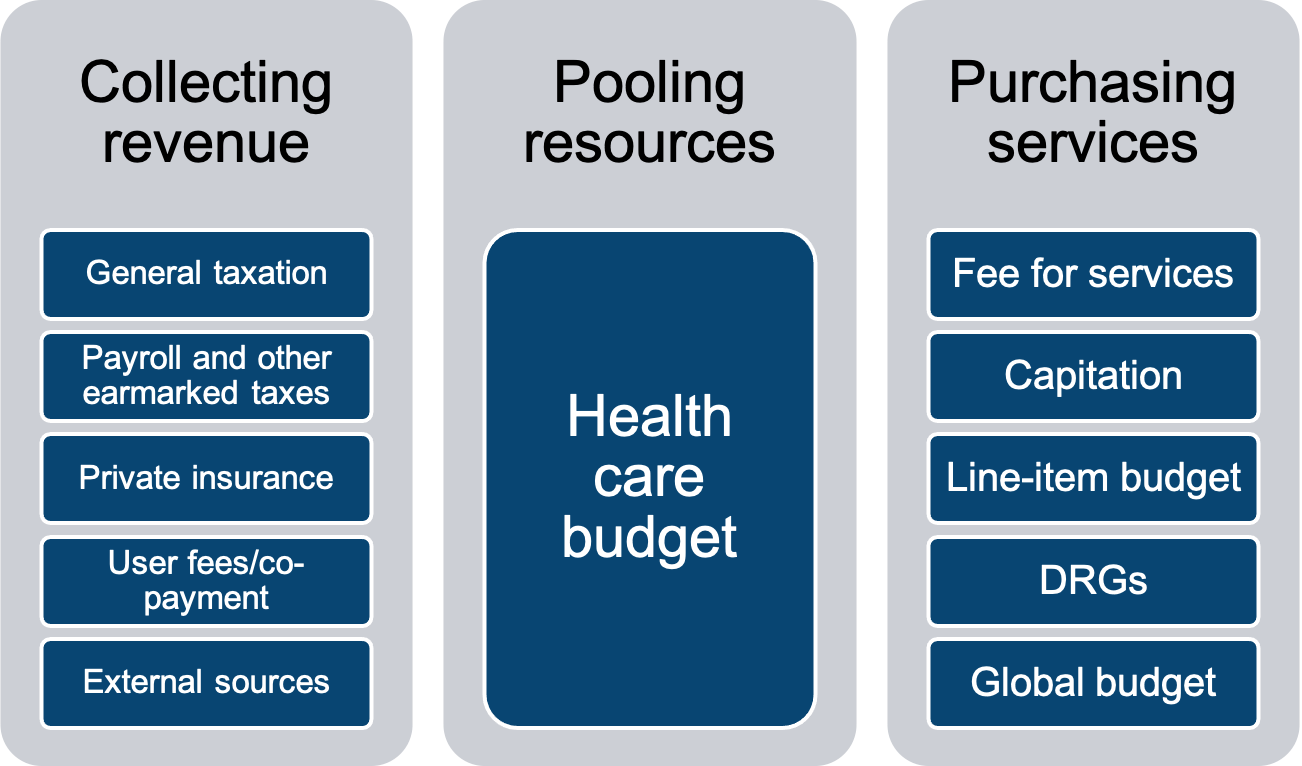 Collecting
revenue
General taxation
Payroll and other
earmarked taxes
Private insurance
User fees/co-
payment
External sources
Pooling
resources
Health
care
budget
Purchasing
services
Fee for services
Capitation
Line-item budget
DRGs
Global budget